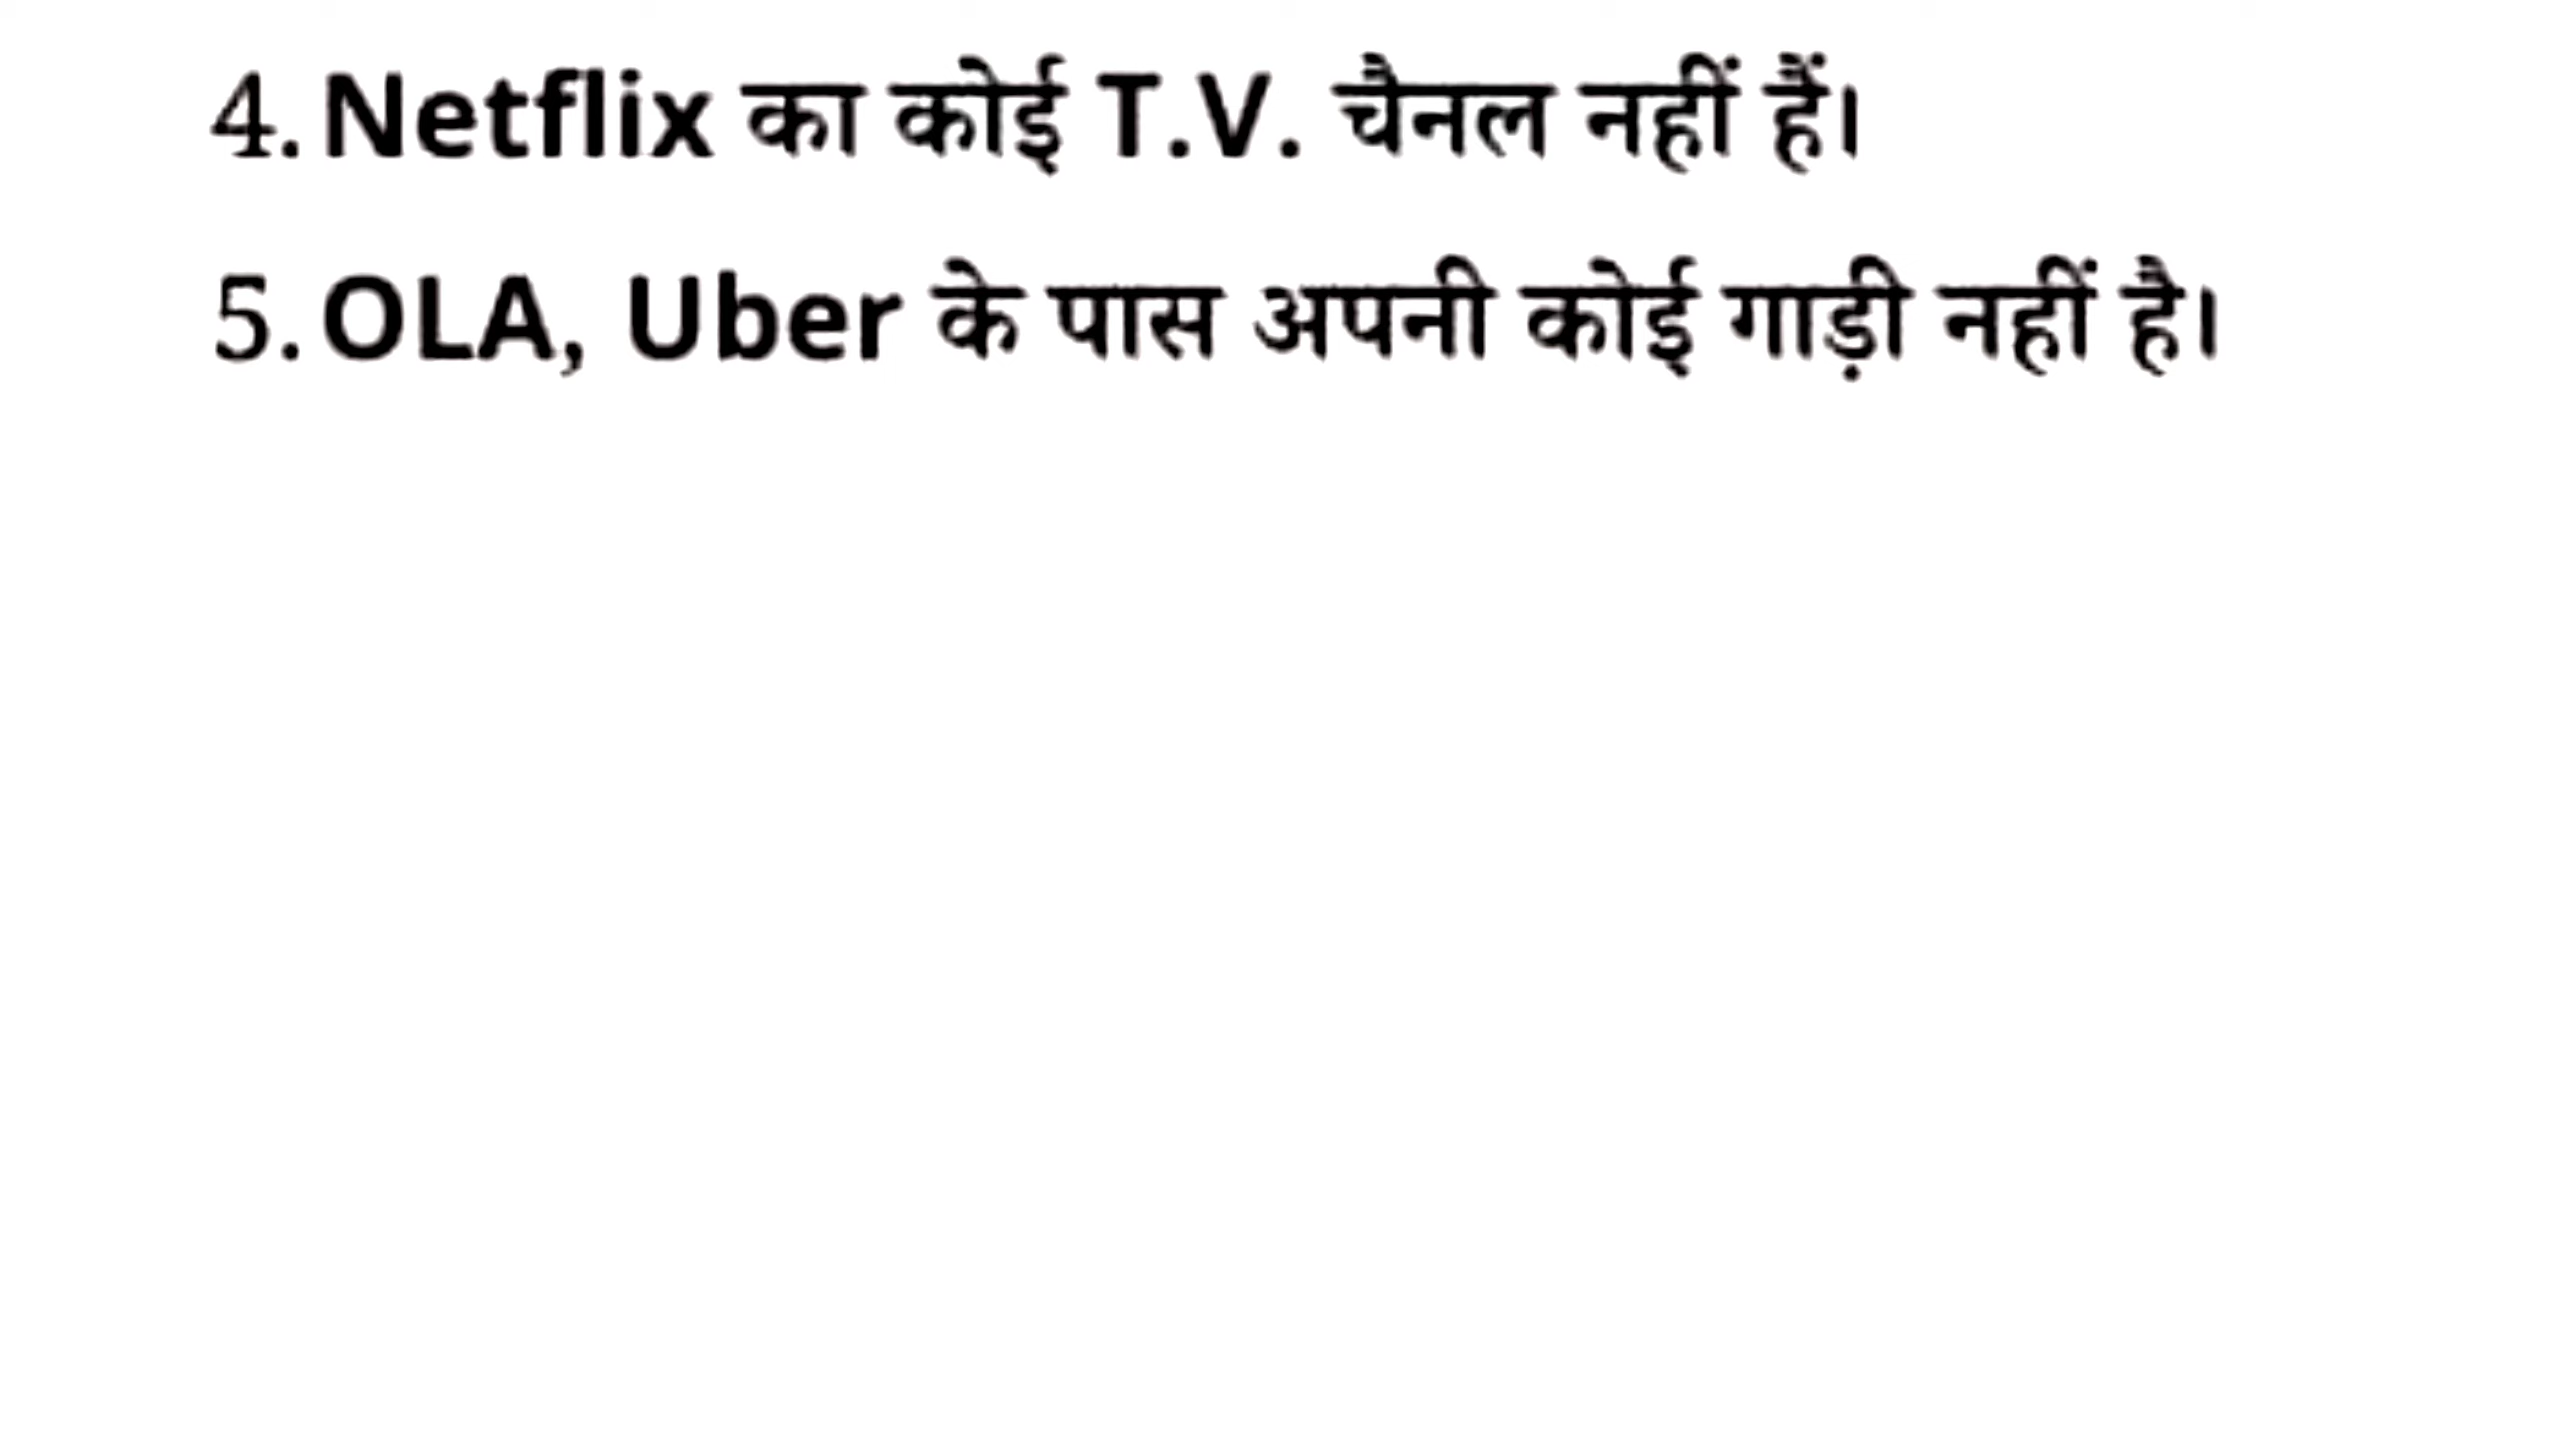 4. Netflix का कोई T.V. चैनल नहीं हैं।
5. OLA, Uber के पास अपनी कोई गाड़ी नहीं है।